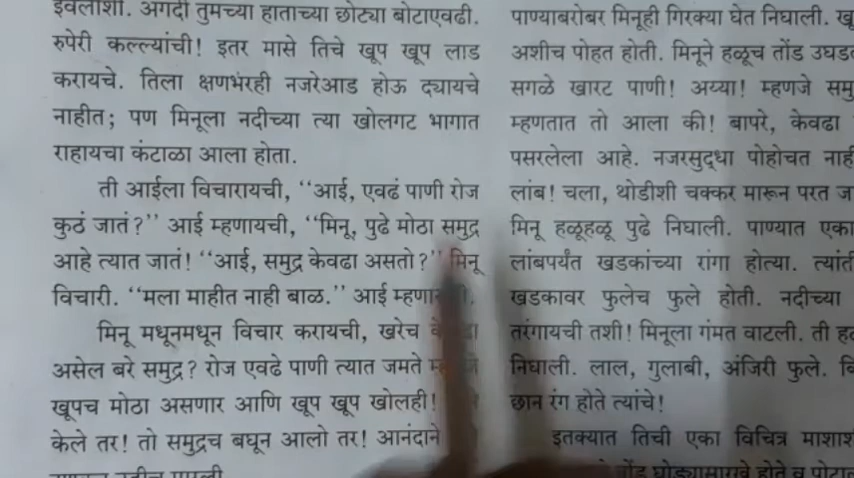 इवलीशी. अगदी तुमच्या हाताच्या छोट्या बोटाएवढी.
रुपेरी कल्ल्यांची! इतर मासे तिचे खूप खूप लाड
करायचे. तिला क्षणभरही नजरेआड होऊ द्यायचे
नाहीत; पण मिनूला नदीच्या त्या खोलगट भागात
राहायचा कंटाळा आला होता.
ती आईला विचारायची, ‘‘आई, एवढं पाणी रोज
कुठं जातं?’’ आई म्हणायची, ‘‘मिनू, पुढे मोठा समुद्र
आहे त्यात जातं! ‘‘आई, समुद्र केवढा असतो?’’ मिनू
विचारी. ‘‘मला माहीत नाही बाळ.’’ आई
मिनू मधूनमधून विचार करायची, खरेच
असेल बरे समुद्र? रोज एवढे पाणी त्यात जमते
खूपच मोठा असणार आणि खूप खूप खोलही!
केले तर! तो समुद्रच बघून आलो तर! आनंदाने
पाण्याबरोबर मिनूही गिरक्या घेत निघाली.
अशीच पोहत होती. मिनूने हळूच तोंड
सगळे खारट पाणी! अय्या! म्हणजे
म्हणतात तो आला की! बापरे, केवढा
पसरलेला आहे. नजरसुद्धा पोहोचत
लांब! चला, थोडीशी चक्कर मारून परत
मिनू हळूहळू पुढे निघाली. पाण्यात
लांबपर्यंत खडकांच्या रांगा होत्या.
खडकावर फुलेच फुले होती. नदीच्या
तरंगायची तशी! मिनूला गंमत वाटली. ती
निघाली. लाल, गुलाबी, अंजिरी फुले.
छान रंग होते त्यांचे!
इतक्यात तिची एका विचित्र
तोंड घोड्यासारखे होते व